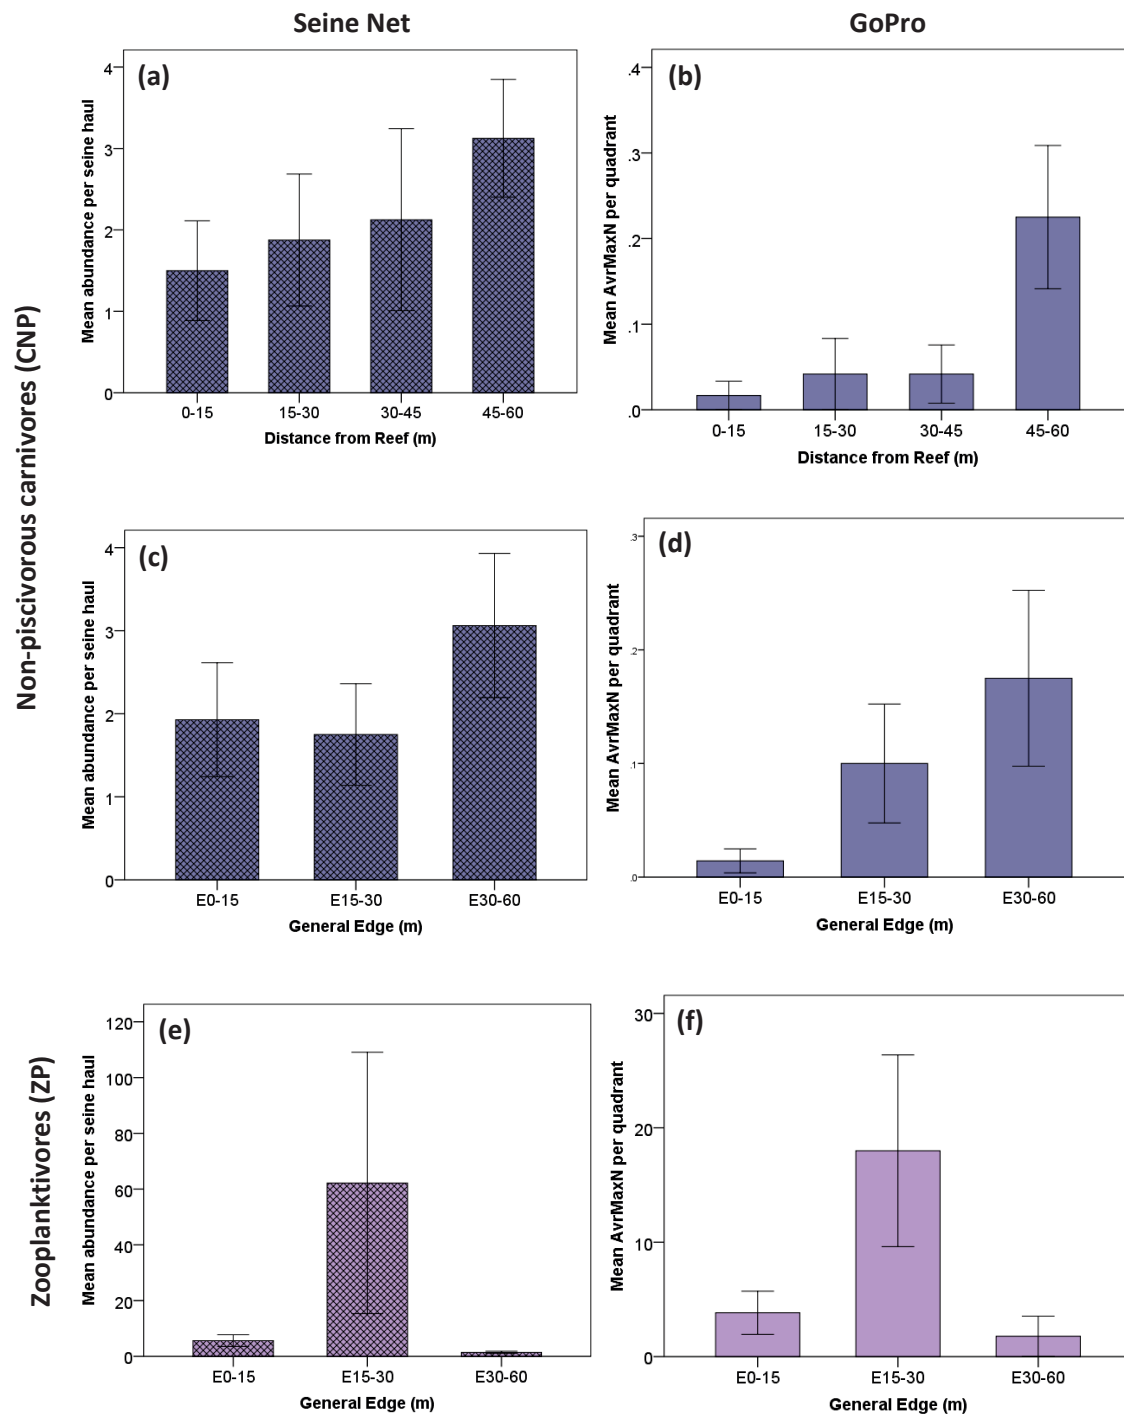 Seine Net
GoPro
Non-piscivorous carnivores (CNP)
(a)
Mean abundance per seine haul
4
3
2
1
0
0-15
15-30
30-45
45-60
Distance from Reef (m)
(b)
Mean AvrMaxN per quadrant
.4
.3
.2
.1
.0
0-15
15-30
30-45
45-60
Distance from Reef (m)
(c)
Mean abundance per seine haul
4
3
2
1
0
E0-15
E15-30
E30-60
General Edge (m)
(d)
Mean AvrMaxN per quadrant
.3
.2
.1
.0
E0-15
E15-30
E30-60
General Edge (m)
Zooplanktivores (ZP)
(e)
Mean abundance per seine haul
120
100
80
60
40
20
0
E0-15
E15-30
E30-60
General Edge (m)
(f)
Mean AvrMaxN per quadrant
30
20
10
0
E0-15
E15-30
E30-60
General Edge (m)